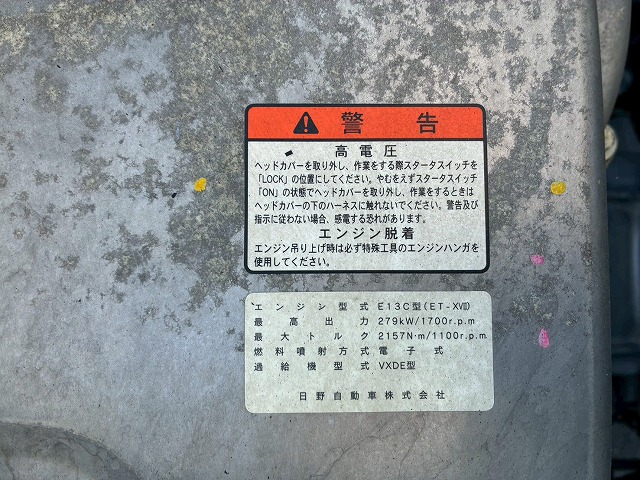 警告
高電圧
ヘッドカバーを取り外し、作業をする際スタータスイッチを
「LOCK」の位置にしてください。やむをえずスタータスイッチ
「ON」の状態でヘッドカバーを取り外し、作業をするときは
ヘッドカバーの下のハーネスに触れないでください。警告及び
指示に従わない場合、感電する恐れがあります。
エンジン脱着
エンジン吊り上げ時は必ず特殊工具のエンジンハンガを
使用してください。
エンジン型式 E13C型(ET-XVII)
最高出力 279kW/1700r.p.m
最大トルク 2157N·m/1100r.p.m.
燃料噴射方式 電子式
過給機型式 VXDE型
日野自動車株式会社